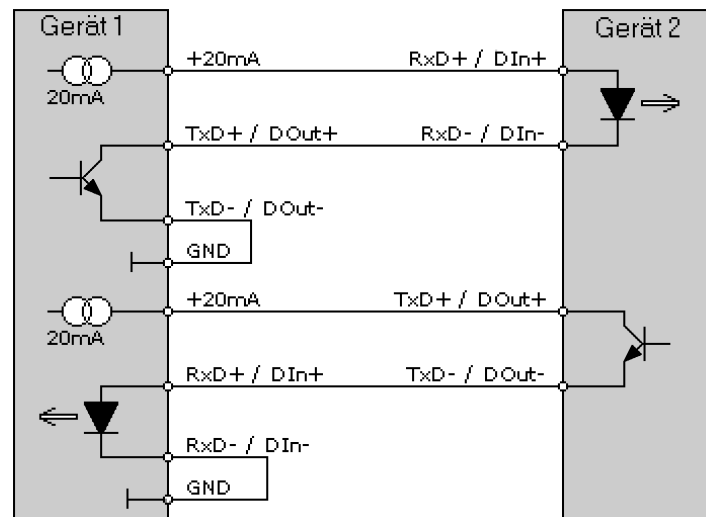 Gerät 1
Gerät 2
+20mA
RxD+ / DIn+
20mA
TxD+ / DOut+
RxD- / DIn-
TxD- / DOut-
GND
+20mA
TxD+ / DOut+
20mA
RxD+ / DIn+
TxD- / DOut-
RxD- / DIn-
GND